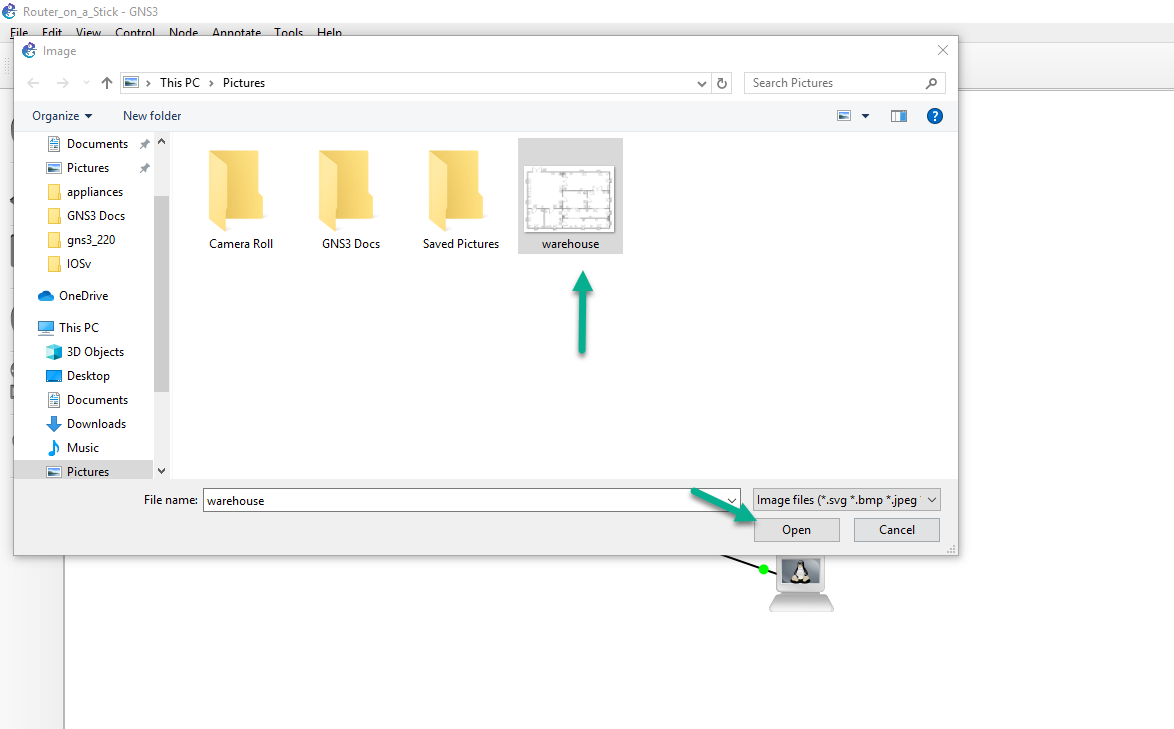 Router_on_a_Stick - GNS3
File Edit View Control Node Annotate Tools Help
Image
This PC › Pictures
Search Pictures
Organize
New folder
?
Documents
Pictures
appliances
GNS3 Docs
gns3_220
IOSv
OneDrive
This PC
3D Objects
Desktop
Documents
Downloads
Music
Pictures
Camera Roll
GNS3 Docs
Saved Pictures
warehouse
File name: warehouse
Image files (*.svg *.bmp *.jpeg
Open
Cancel